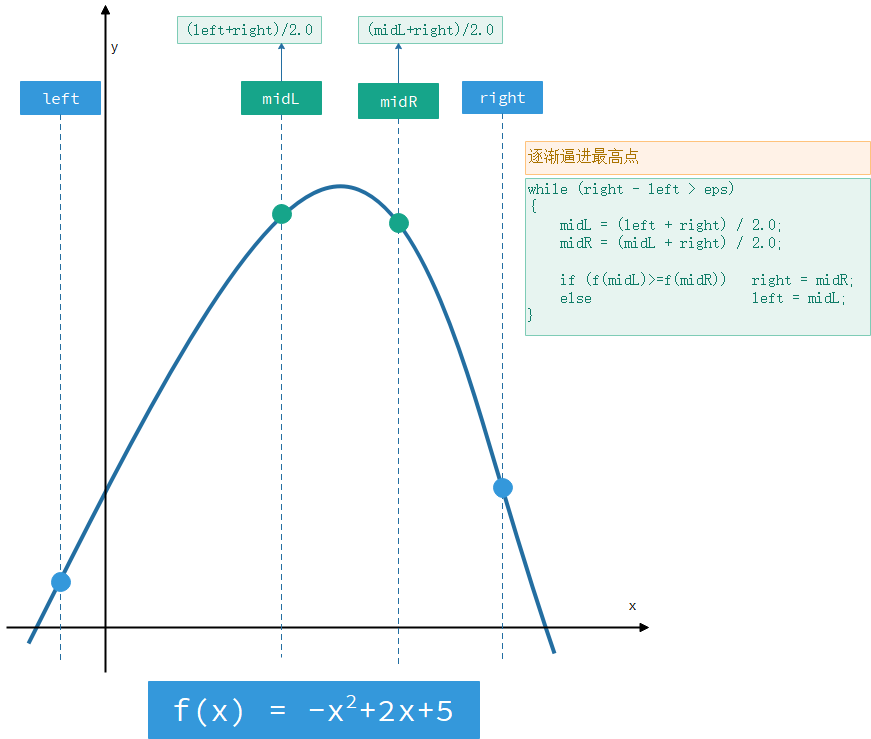 (left+right)/2.0
(midL+right)/2.0
y
left
midL
midR
right
逐渐逼进最高点
while (right - left > eps)
{
    midL = (left + right) / 2.0;
    midR = (midL + right) / 2.0;
    if (f(midL)>=f(midR))   right = midR;
    else                    left = midL;
}
x
f(x) = -x²+2x+5